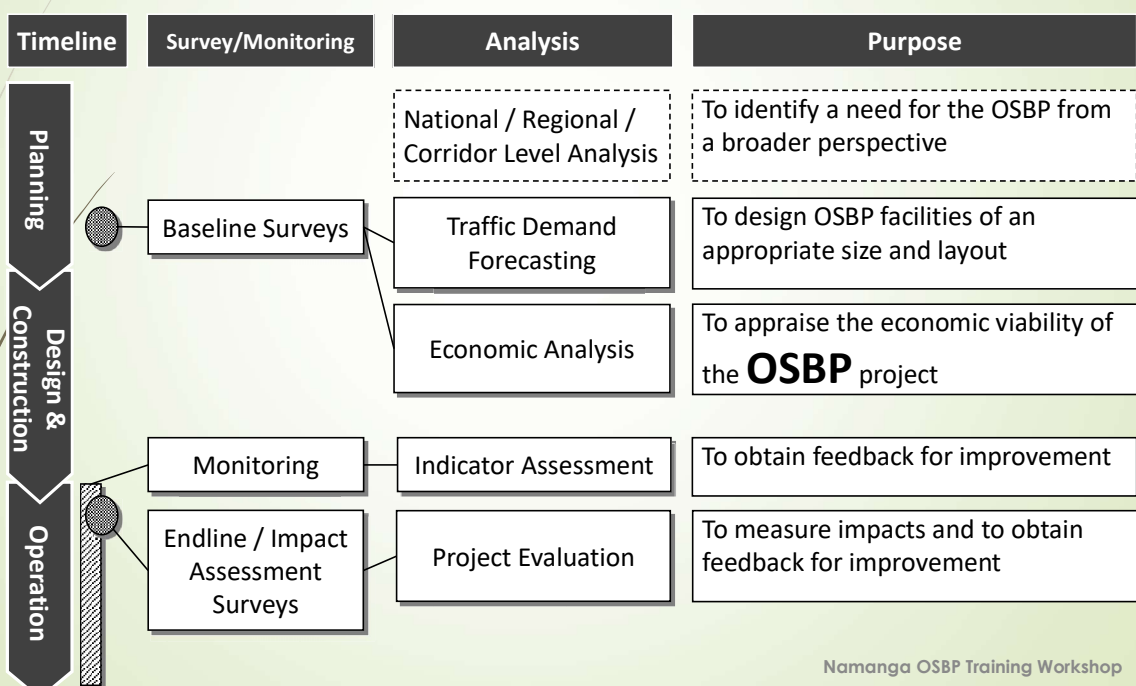 Timeline
Survey/Monitoring
Analysis
Purpose
Planning
National / Regional /
Corridor Level Analysis
To identify a need for the OSBP from
a broader perspective
Baseline Surveys
Traffic Demand
Forecasting
To design OSBP facilities of an
appropriate size and layout
Design &
Construction
Economic Analysis
To appraise the economic viability of
the OSBP project
Monitoring
Indicator Assessment
To obtain feedback for improvement
Operation
Endline / Impact
Assessment
Surveys
Project Evaluation
To measure impacts and to obtain
feedback for improvement
Namanga OSBP Training Workshop